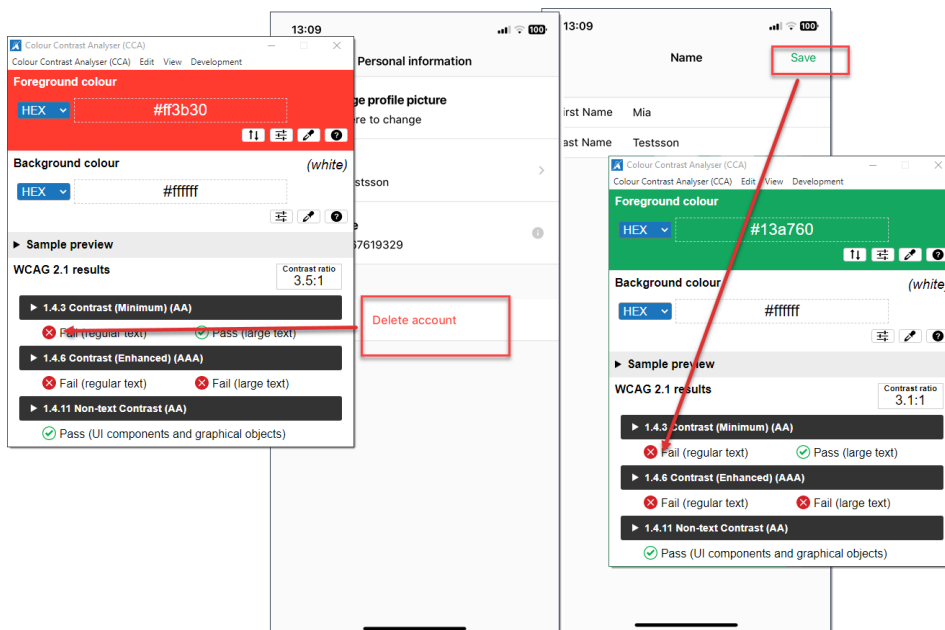 Colour Contrast Analyser (CCA)
Colour Contrast Analyser (CCA) Edit View Development
Foreground colour
HEX #ff3b30
Background colour (white)
HEX #ffffff
Sample preview
WCAG 2.1 results
Contrast ratio
3.5:1
1.4.3 Contrast (Minimum) (AA)
Fail (regular text) Pass (large text)
1.4.6 Contrast (Enhanced) (AAA)
Fail (regular text) Fail (large text)
1.4.11 Non-text Contrast (AA)
Pass (UI components and graphical objects)
13:09 100
Personal information
ge profile picture
re to change
stsson
e
67619329
Delete account
13:09 100
Name Save
irst Name Mia
ast Name Testsson
Colour Contrast Analyser (CCA)
Colour Contrast Analyser (CCA) Edit View Development
Foreground colour
HEX #13a760
Background colour (white)
HEX #ffffff
Sample preview
WCAG 2.1 results
Contrast ratio
3.1:1
1.4.3 Contrast (Minimum) (AA)
Fail (regular text) Pass (large text)
1.4.6 Contrast (Enhanced) (AAA)
Fail (regular text) Fail (large text)
1.4.11 Non-text Contrast (AA)
Pass (UI components and graphical objects)